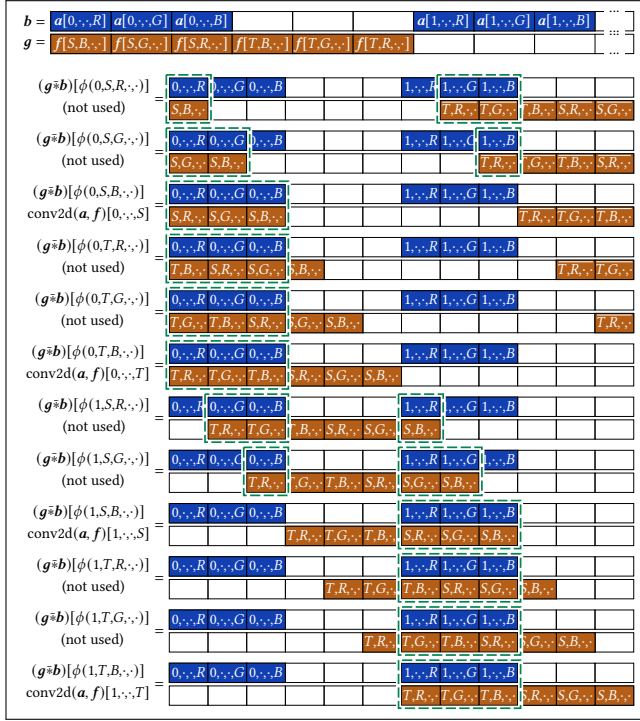 b = a[0,·,·,R] a[0,·,·,G] a[0,·,·,B] a[1,·,·,R] a[1,·,·,G] a[1,·,·,B] ...
g = f[S,B,·,·] f[S,G,·,·] f[S,R,·,·] f[T,B,·,·] f[T,G,·,·] f[T,R,·,·] ...
(g⁎̄b)[ϕ(0,S,R,·,·)] = 0,·,·,R 0,·,·,G 0,·,·,B 1,·,·,R 1,·,·,G 1,·,·,B
(not used) S,B,·,· T,R,·,· T,G,·,· T,B,·,· S,R,·,· S,G,·,·
(g⁎̄b)[ϕ(0,S,G,·,·)] = 0,·,·,R 0,·,·,G 0,·,·,B 1,·,·,R 1,·,·,G 1,·,·,B
(not used) S,G,·,· S,B,·,· T,R,·,· T,G,·,· T,B,·,· S,R,·,·
(g⁎̄b)[ϕ(0,S,B,·,·)] = 0,·,·,R 0,·,·,G 0,·,·,B 1,·,·,R 1,·,·,G 1,·,·,B
conv2d(a, f)[0,·,·,S] S,R,·,· S,G,·,· S,B,·,· T,R,·,· T,G,·,· T,B,·,·
(g⁎̄b)[ϕ(0,T,R,·,·)] = 0,·,·,R 0,·,·,G 0,·,·,B 1,·,·,R 1,·,·,G 1,·,·,B
(not used) T,B,·,· S,R,·,· S,G,·,· S,B,·,· T,R,·,· T,G,·,·
(g⁎̄b)[ϕ(0,T,G,·,·)] = 0,·,·,R 0,·,·,G 0,·,·,B 1,·,·,R 1,·,·,G 1,·,·,B
(not used) T,G,·,· T,B,·,· S,R,·,· S,G,·,· S,B,·,· T,R,·,·
(g⁎̄b)[ϕ(0,T,B,·,·)] = 0,·,·,R 0,·,·,G 0,·,·,B 1,·,·,R 1,·,·,G 1,·,·,B
conv2d(a, f)[0,·,·,T] T,R,·,· T,G,·,· T,B,·,· S,R,·,· S,G,·,· S,B,·,·
(g⁎̄b)[ϕ(1,S,R,·,·)] = 0,·,·,R 0,·,·,G 0,·,·,B 1,·,·,R 1,·,·,G 1,·,·,B
(not used) T,R,·,· T,G,·,· T,B,·,· S,R,·,· S,G,·,· S,B,·,·
(g⁎̄b)[ϕ(1,S,G,·,·)] = 0,·,·,R 0,·,·,G 0,·,·,B 1,·,·,R 1,·,·,G 1,·,·,B
(not used) T,R,·,· T,G,·,· T,B,·,· S,R,·,· S,G,·,· S,B,·,·
(g⁎̄b)[ϕ(1,S,B,·,·)] = 0,·,·,R 0,·,·,G 0,·,·,B 1,·,·,R 1,·,·,G 1,·,·,B
conv2d(a, f)[1,·,·,S] T,R,·,· T,G,·,· T,B,·,· S,R,·,· S,G,·,· S,B,·,·
(g⁎̄b)[ϕ(1,T,R,·,·)] = 0,·,·,R 0,·,·,G 0,·,·,B 1,·,·,R 1,·,·,G 1,·,·,B
(not used) T,R,·,· T,G,·,· T,B,·,· S,R,·,· S,G,·,· S,B,·,·
(g⁎̄b)[ϕ(1,T,G,·,·)] = 0,·,·,R 0,·,·,G 0,·,·,B 1,·,·,R 1,·,·,G 1,·,·,B
(not used) T,R,·,· T,G,·,· T,B,·,· S,R,·,· S,G,·,· S,B,·,·
(g⁎̄b)[ϕ(1,T,B,·,·)] = 0,·,·,R 0,·,·,G 0,·,·,B 1,·,·,R 1,·,·,G 1,·,·,B
conv2d(a, f)[1,·,·,T] T,R,·,· T,G,·,· T,B,·,· S,R,·,· S,G,·,· S,B,·,·